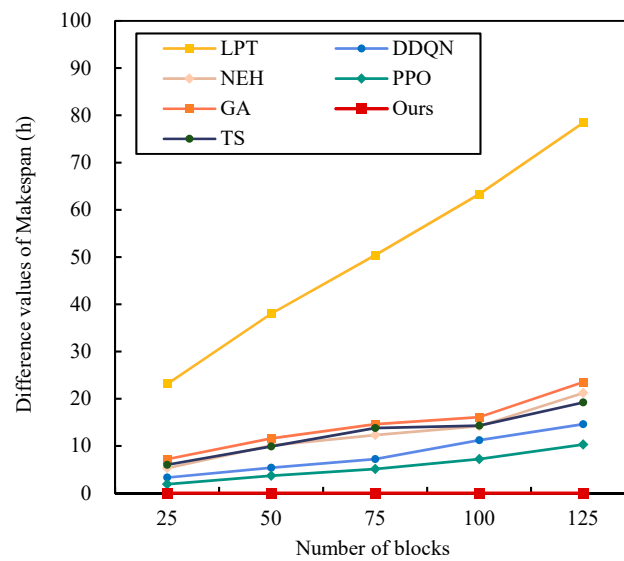 100
90
80
70
60
50
40
30
20
10
0
Difference values of Makespan (h)
LPT
DDQN
NEH
PPO
GA
Ours
TS
25
50
75
100
125
Number of blocks